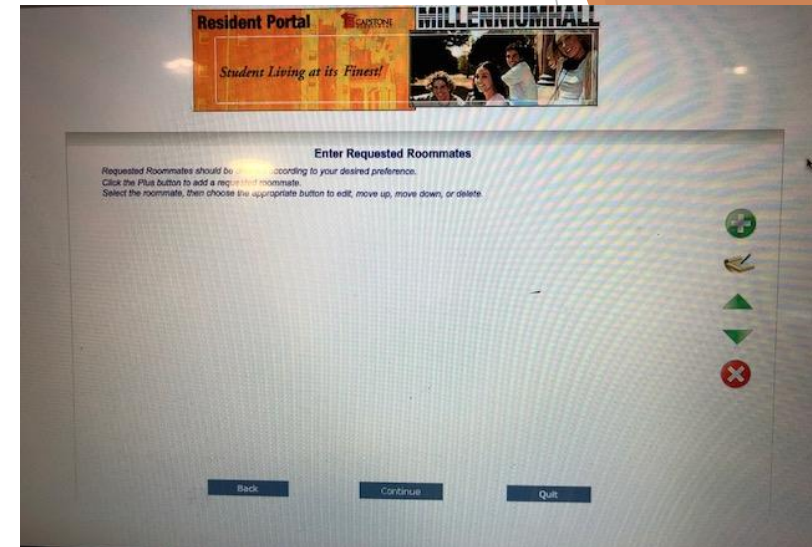 Resident Portal CAPSTONE MILLENNIUMHALL
Student Living at its Finest!
Enter Requested Roommates
Requested Roommates should be according to your desired preference.
Click the Plus button to add a requested roommate.
Select the roommate, then choose the appropriate button to edit, move up, move down, or delete.
Back Continue Quit